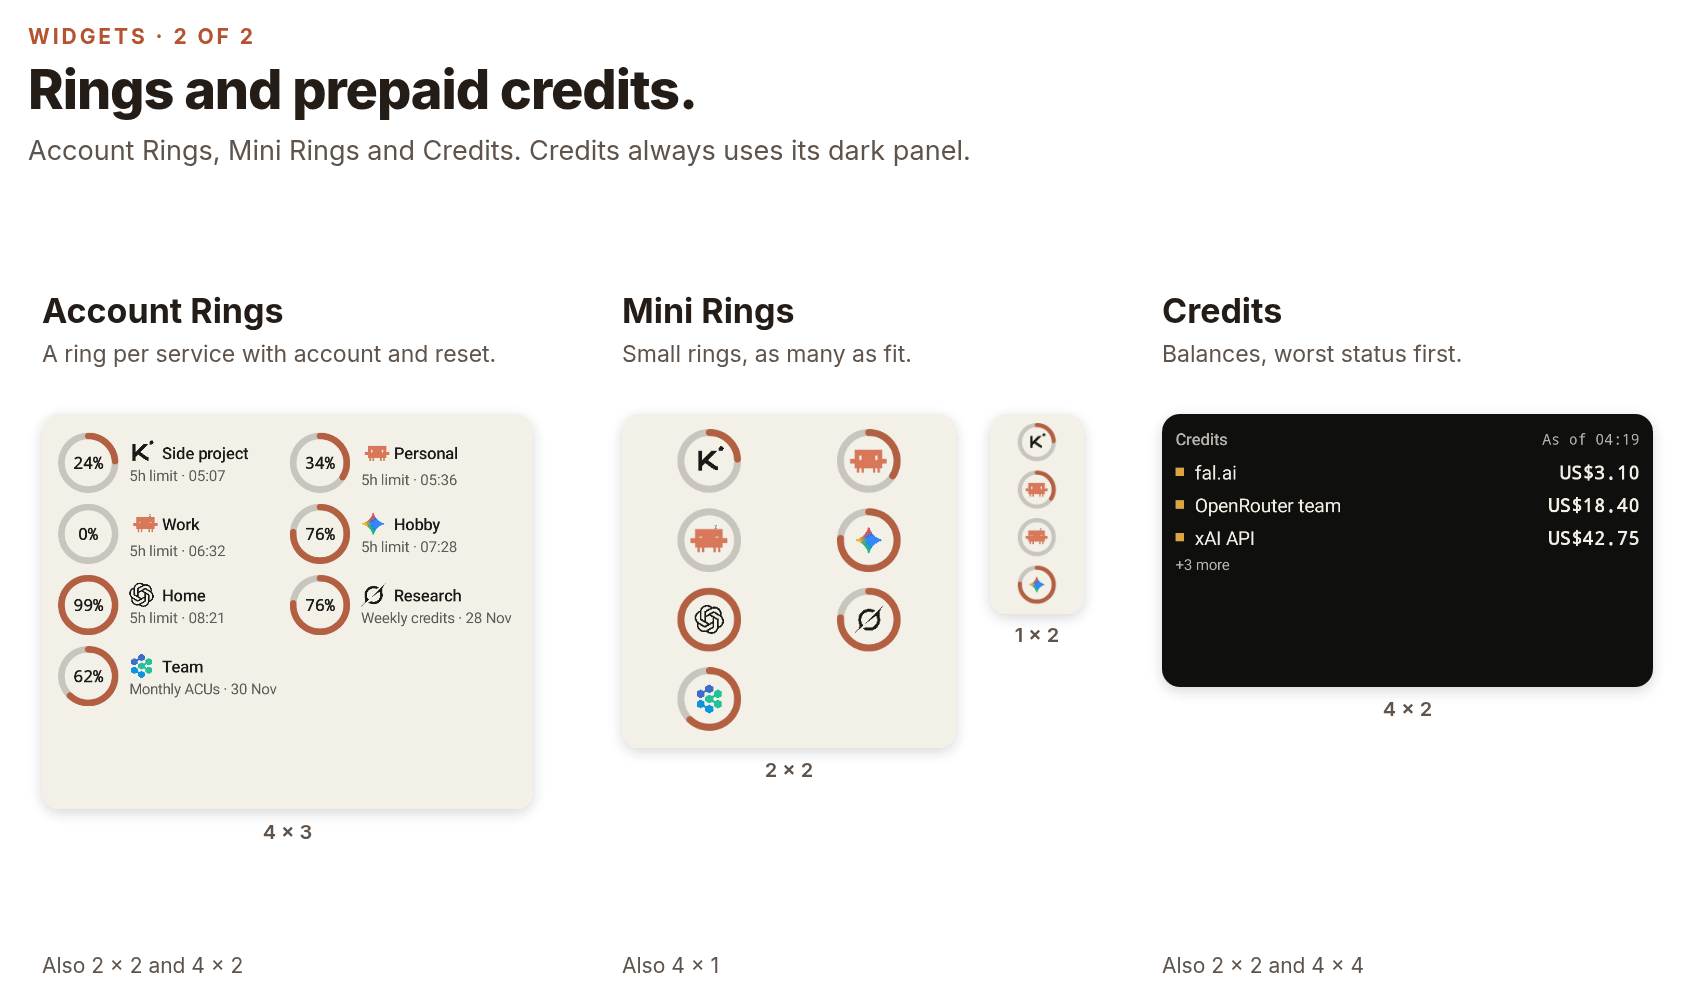 WIDGETS · 2 OF 2
Rings and prepaid credits.
Account Rings, Mini Rings and Credits. Credits always uses its dark panel.
Account Rings
A ring per service with account and reset.
24%
Side project
5h limit · 05:07
34%
Personal
5h limit · 05:36
0%
Work
5h limit · 06:32
76%
Hobby
5h limit · 07:28
99%
Home
5h limit · 08:21
76%
Research
Weekly credits · 28 Nov
62%
Team
Monthly ACUs · 30 Nov
4 × 3
Also 2 × 2 and 4 × 2
Mini Rings
Small rings, as many as fit.
2 × 2
1 × 2
Also 4 × 1
Credits
Balances, worst status first.
Credits As of 04:19
fal.ai US$3.10
OpenRouter team US$18.40
xAI API US$42.75
+3 more
4 × 2
Also 2 × 2 and 4 × 4